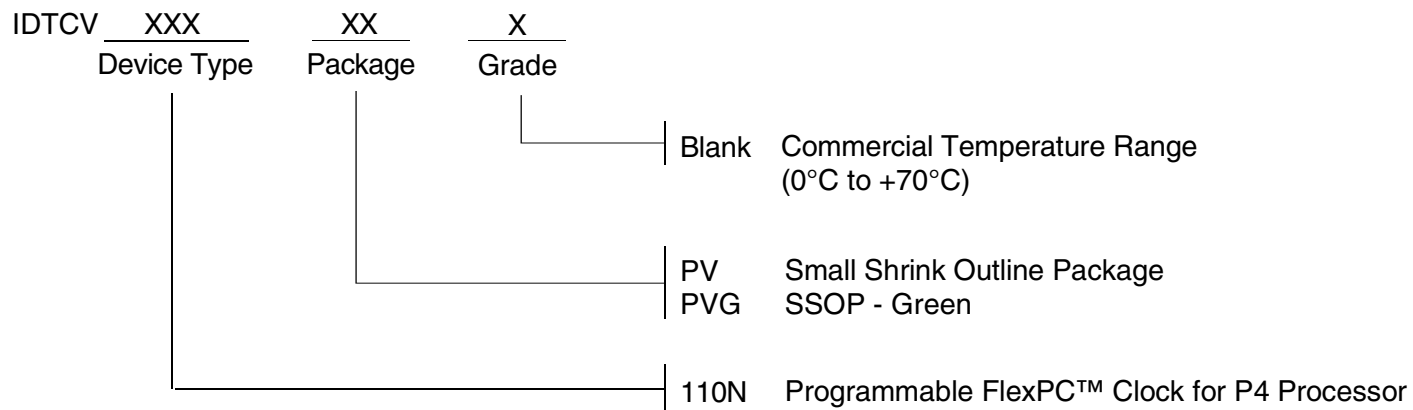 IDTCV XXX XX X
Device Type Package Grade
Blank Commercial Temperature Range
(0°C to +70°C)
PV Small Shrink Outline Package
PVG SSOP - Green
110N Programmable FlexPC™ Clock for P4 Processor